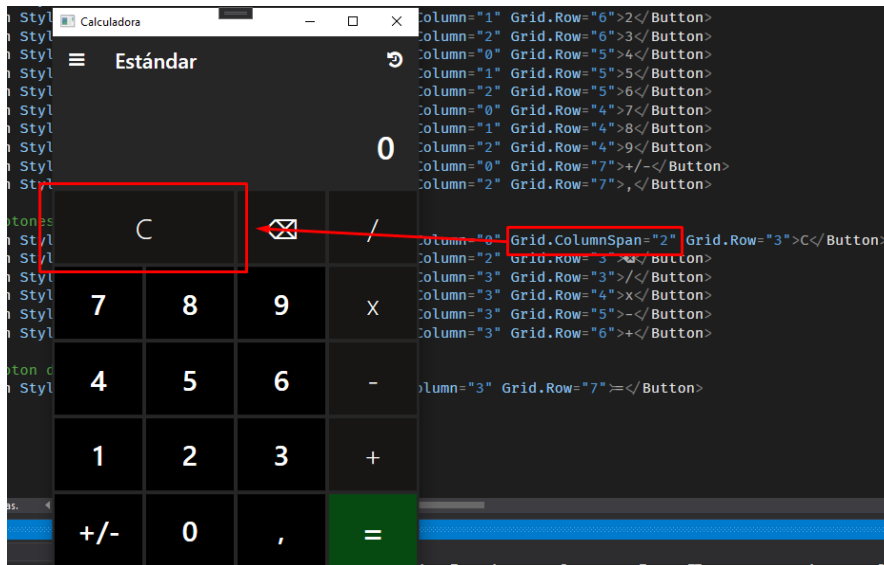 Calculadora
Estándar
0
C ⌫ /
7 8 9 x
4 5 6 -
1 2 3 +
+/- 0 , =
Column="1" Grid.Row="6">2</Button>
Column="2" Grid.Row="6">3</Button>
Column="0" Grid.Row="5">4</Button>
Column="1" Grid.Row="5">5</Button>
Column="2" Grid.Row="5">6</Button>
Column="0" Grid.Row="4">7</Button>
Column="1" Grid.Row="4">8</Button>
Column="2" Grid.Row="4">9</Button>
Column="0" Grid.Row="7">+/-</Button>
Column="2" Grid.Row="7">,</Button>
Column="0" Grid.ColumnSpan="2" Grid.Row="3">C</Button>
Column="2" Grid.Row="3">⌫</Button>
Column="3" Grid.Row="3">/</Button>
Column="3" Grid.Row="4">x</Button>
Column="3" Grid.Row="5">-</Button>
Column="3" Grid.Row="6">+</Button>
olumn="3" Grid.Row="7">=</Button>